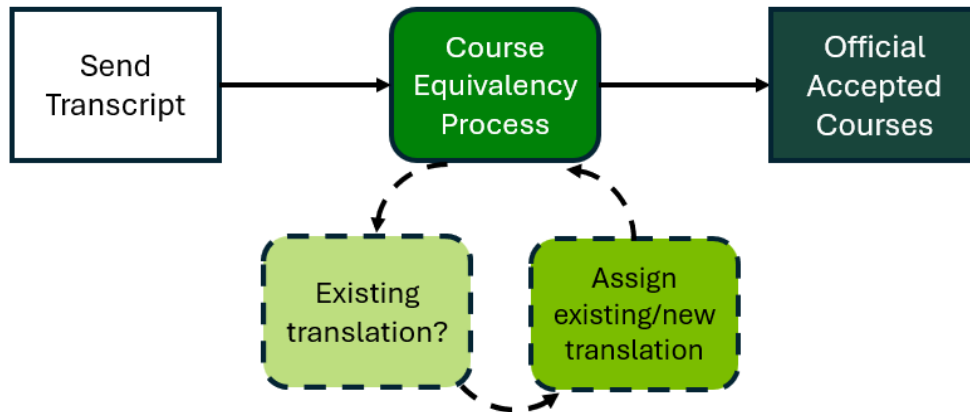 Send
Transcript
Course
Equivalency
Process
Official
Accepted
Courses
Existing
translation?
Assign
existing/new
translation